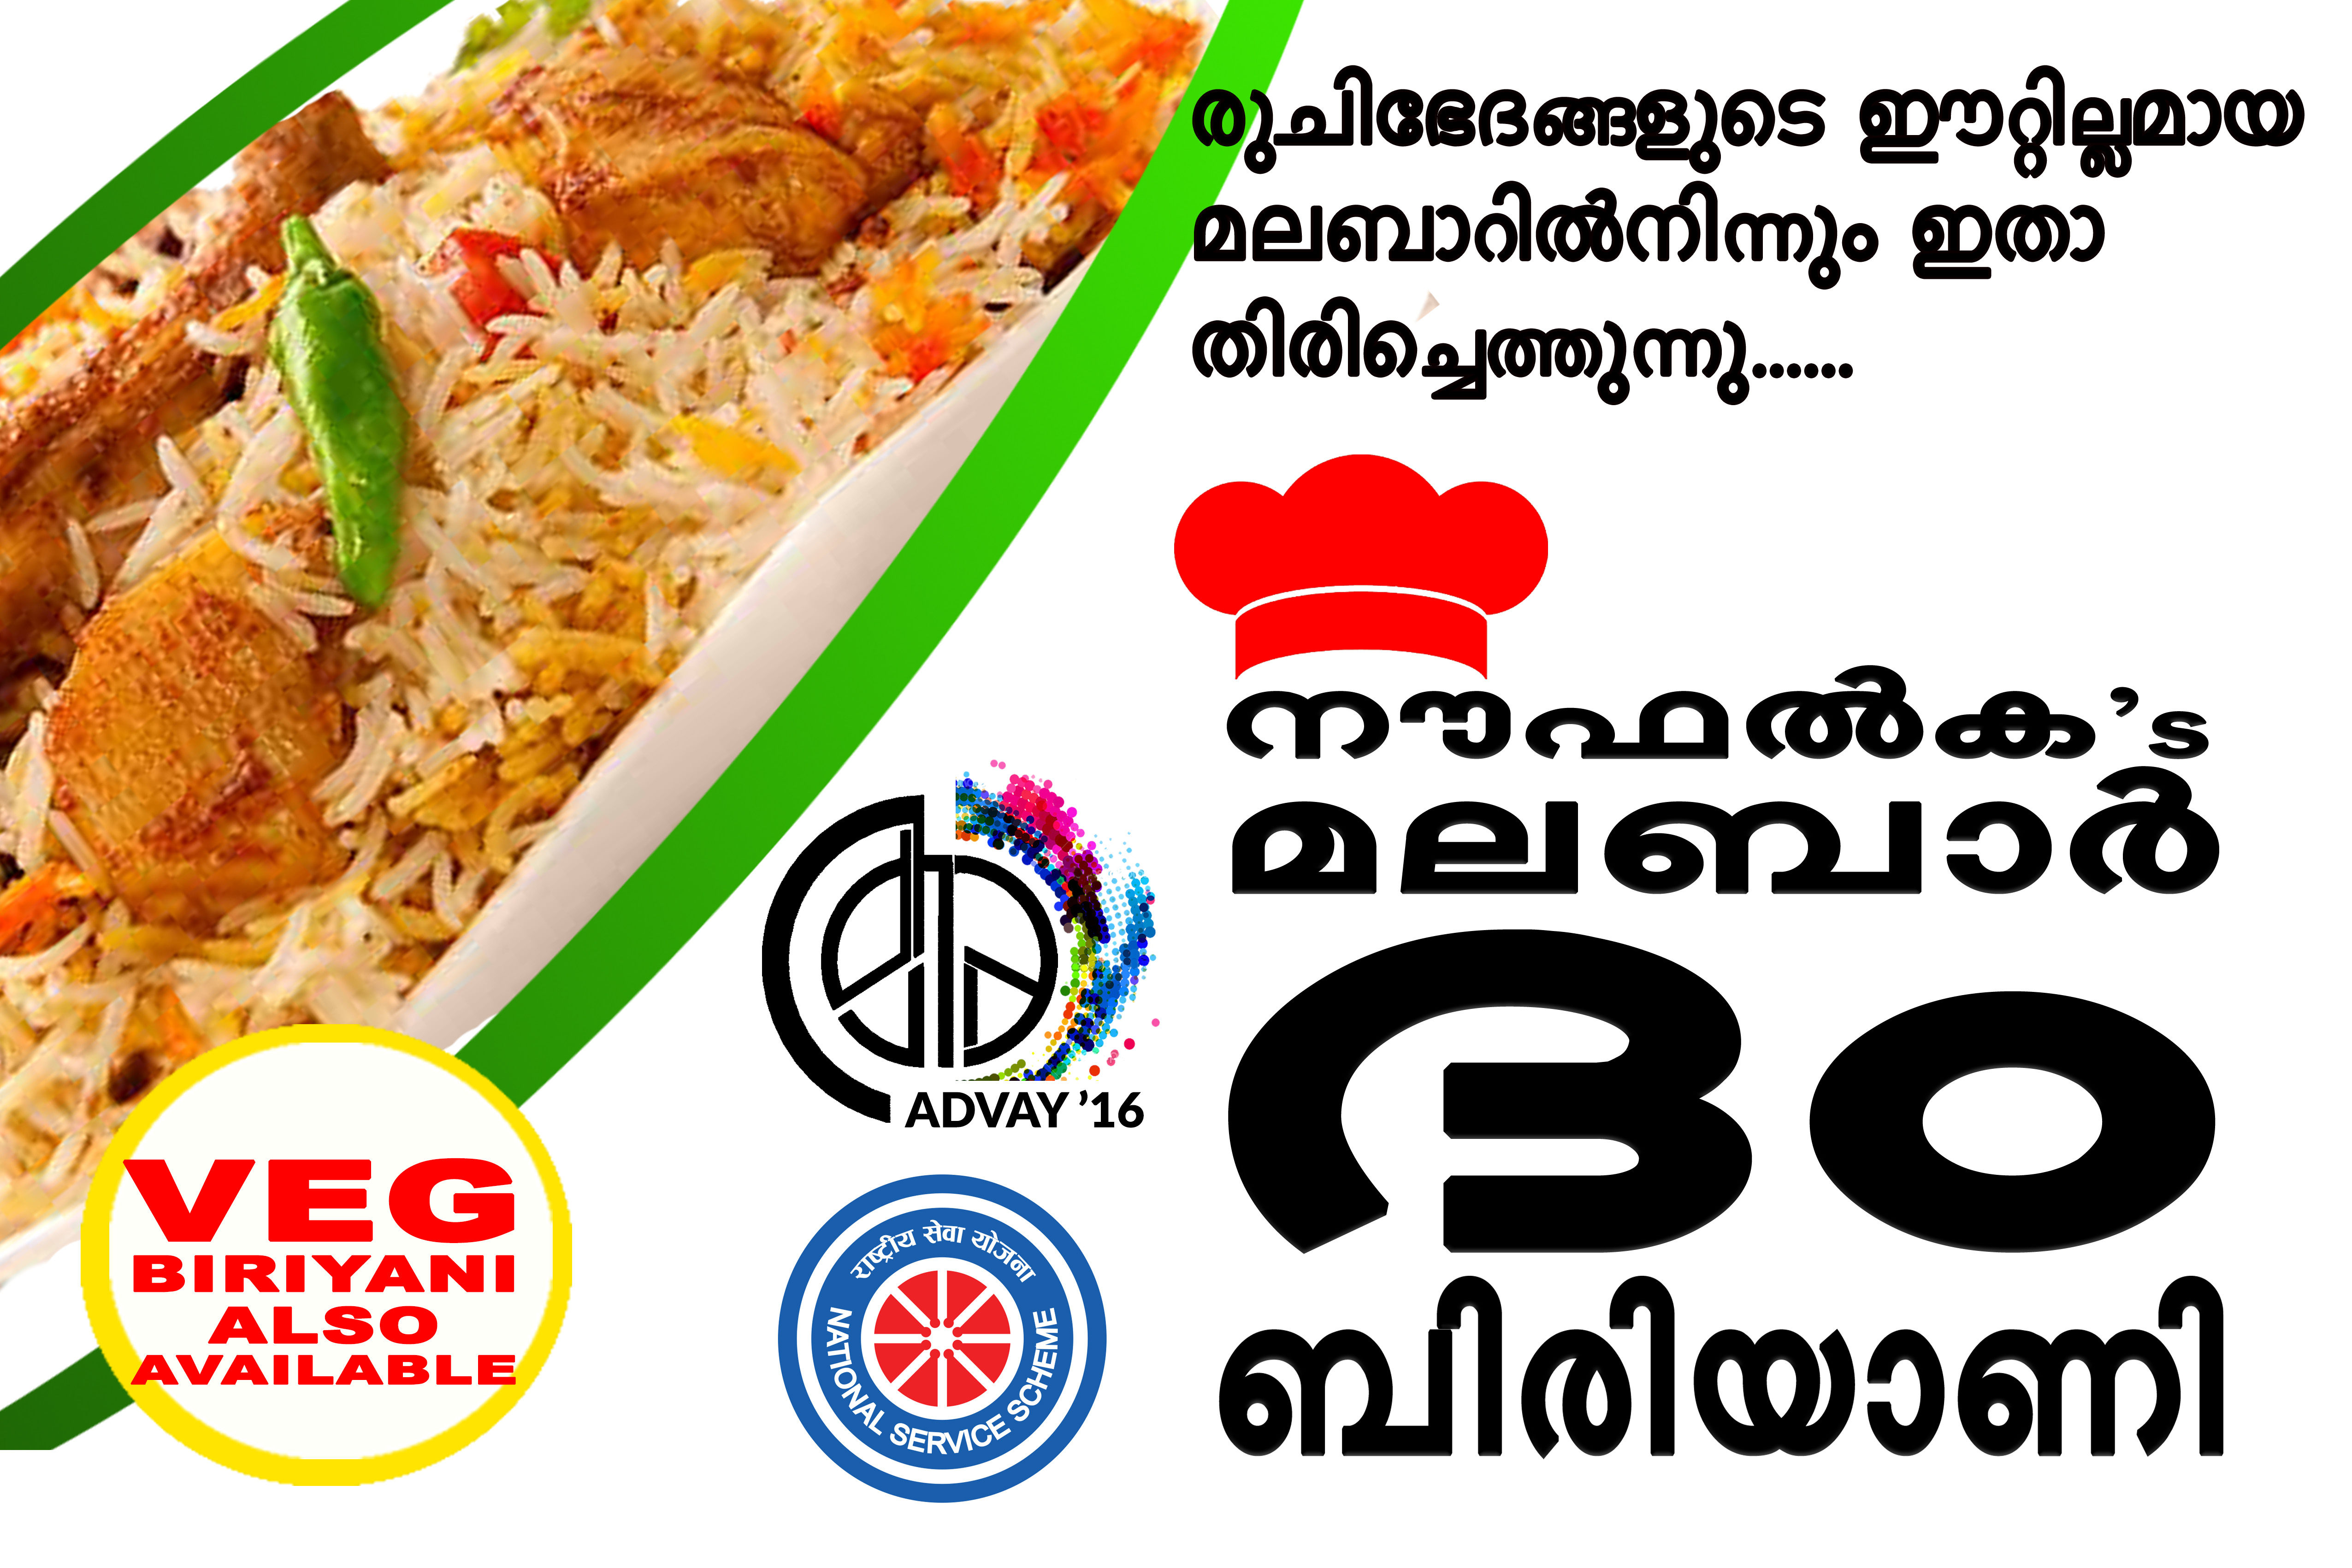 രുചിഭേദങ്ങളുടെ ഈറ്റില്ലമായ
മലബാറിൽനിന്നും ഇതാ
തിരിച്ചെത്തുന്നു.......
നൗഫൽക'ട
മലബാർ
ദം
ബിരിയാണി
ADVAY '16
राष्ट्रीय सेवा योजना
NATIONAL SERVICE SCHEME
VEG
BIRIYANI
ALSO
AVAILABLE